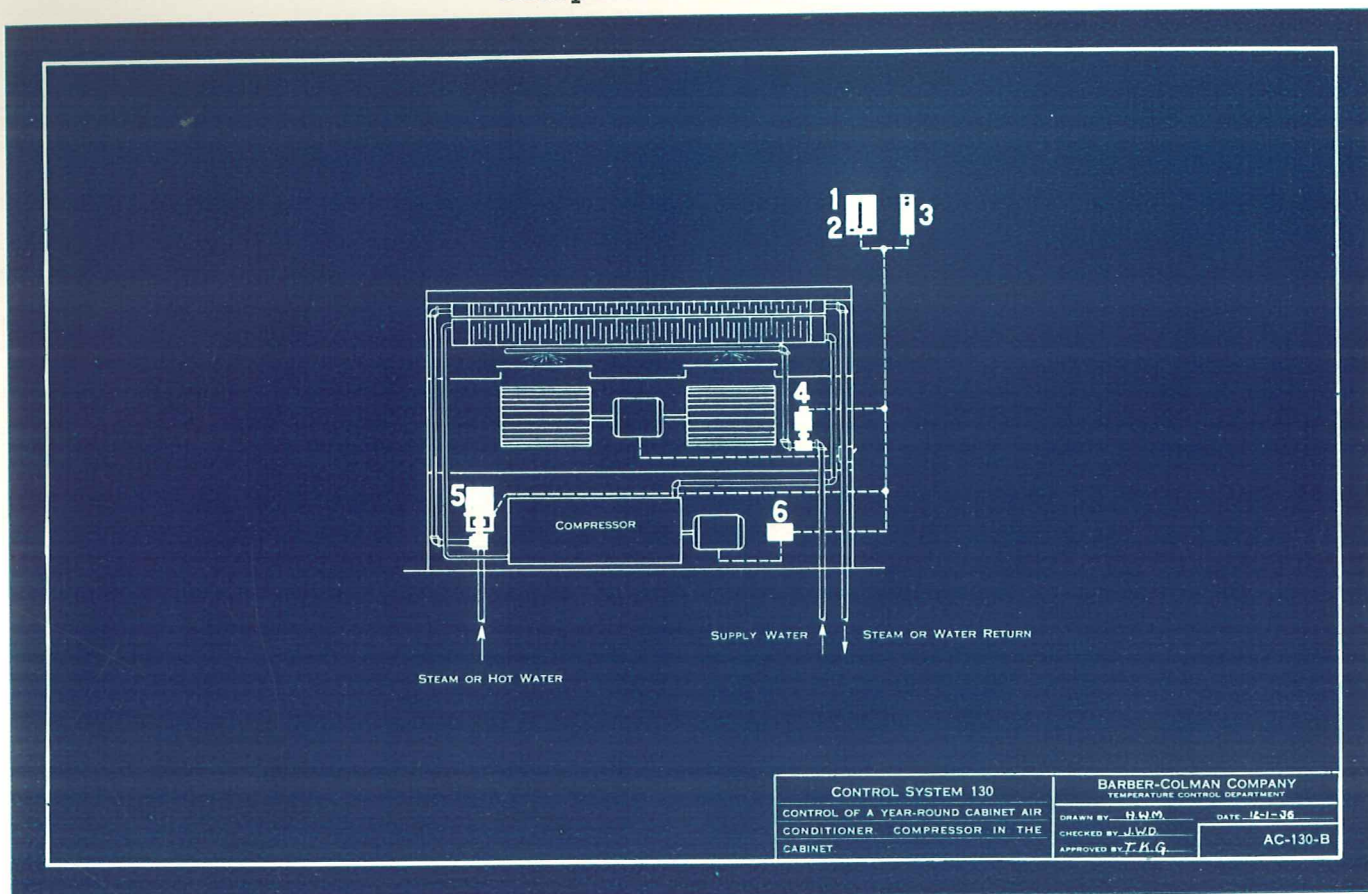 1
2
3
4
5
COMPRESSOR
6
SUPPLY WATER
STEAM OR WATER RETURN
STEAM OR HOT WATER
CONTROL SYSTEM 130
CONTROL OF A YEAR-ROUND CABINET AIR
CONDITIONER. COMPRESSOR IN THE
CABINET.
BARBER-COLMAN COMPANY
TEMPERATURE CONTROL DEPARTMENT
DRAWN BY H.W.M. DATE 12-1-36
CHECKED BY J.W.D.
APPROVED BY T.K.G.
AC-130-B